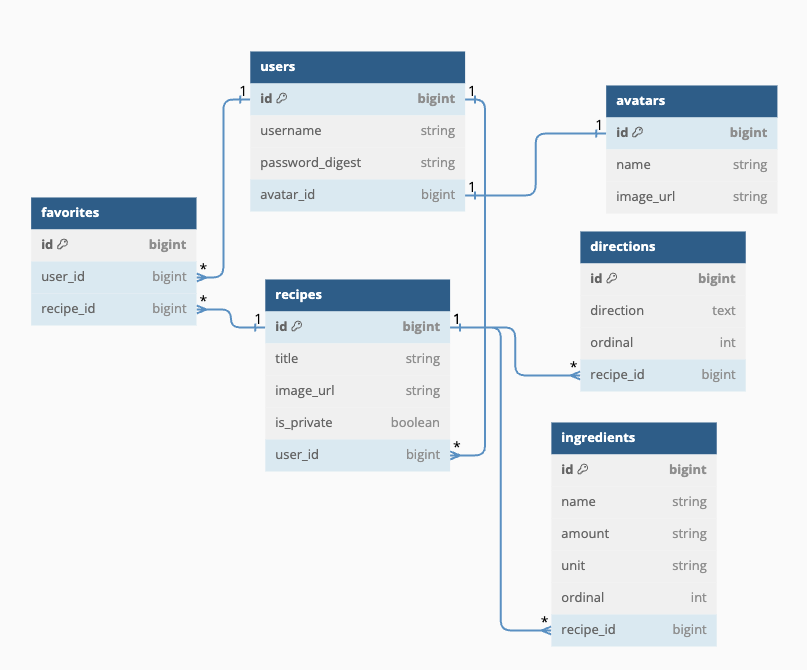 users
id bigint
username string
password_digest string
avatar_id bigint
1
1
1
avatars
id bigint
name string
image_url string
1
favorites
id bigint
user_id bigint
recipe_id bigint
*
*
recipes
id bigint
title string
image_url string
is_private boolean
user_id bigint
1
1
*
directions
id bigint
direction text
ordinal int
recipe_id bigint
*
ingredients
id bigint
name string
amount string
unit string
ordinal int
recipe_id bigint
*